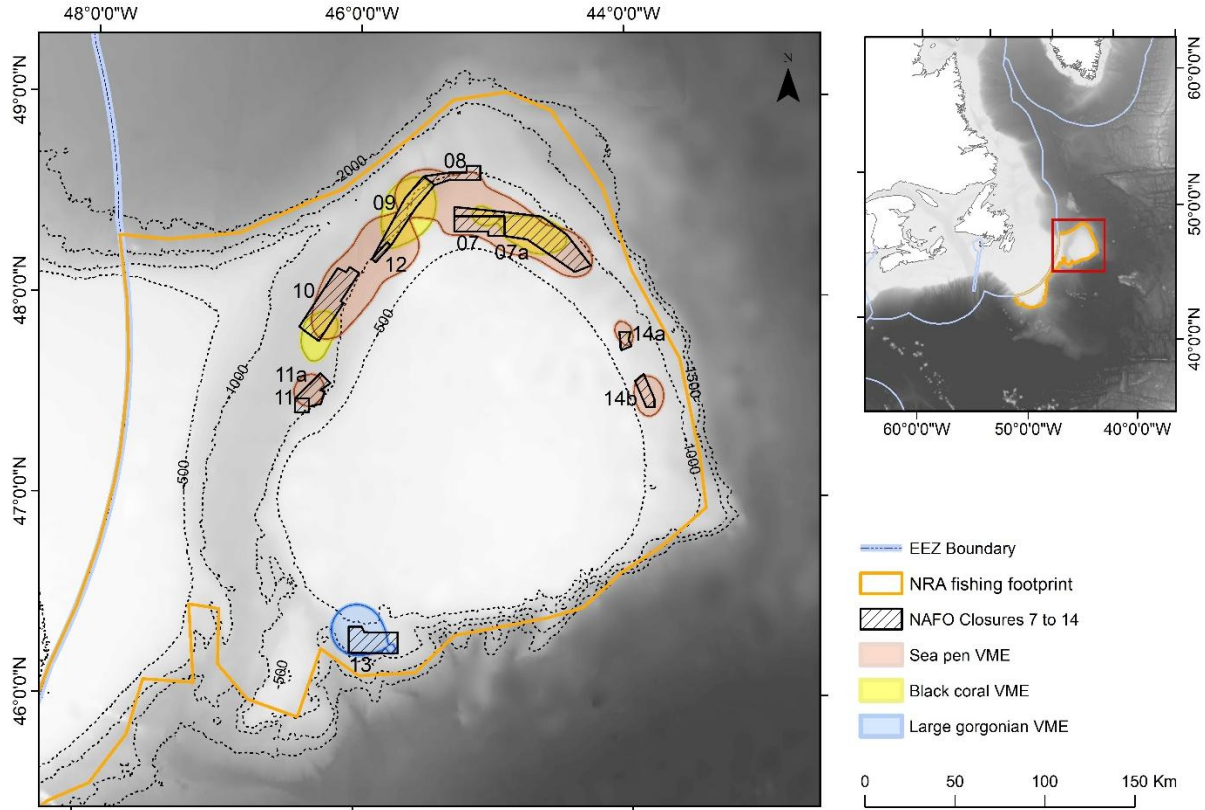 48°0'0"W
46°0'0"W
44°0'0"W
49°0'0"N
48°0'0"N
47°0'0"N
46°0'0"N
N
2000
08
09
07
07a
12
10
500
1000
14a
11a
11
14b
1500
1000
500
13
500
60°0'0"N
50°0'0"N
40°0'0"N
60°0'0"W
50°0'0"W
40°0'0"W
EEZ Boundary
NRA fishing footprint
NAFO Closures 7 to 14
Sea pen VME
Black coral VME
Large gorgonian VME
0 50 100 150 Km